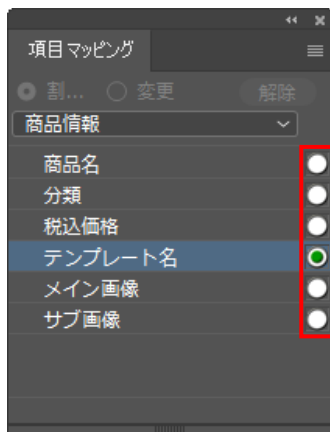 項目マッピング
割... 変更 解除
商品情報
商品名
分類
税込価格
テンプレート名
メイン画像
サブ画像